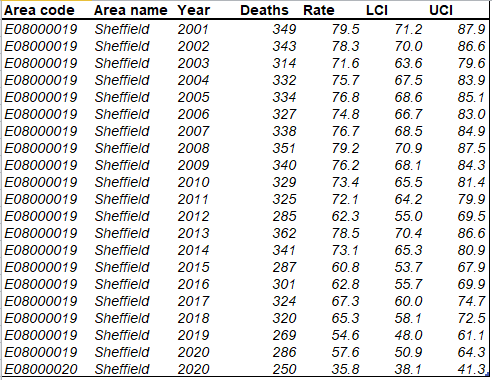 Area code Area name Year Deaths Rate LCI UCI
E08000019 Sheffield 2001 349 79.5 71.2 87.9
E08000019 Sheffield 2002 343 78.3 70.0 86.6
E08000019 Sheffield 2003 314 71.6 63.6 79.6
E08000019 Sheffield 2004 332 75.7 67.5 83.9
E08000019 Sheffield 2005 334 76.8 68.6 85.1
E08000019 Sheffield 2006 327 74.8 66.7 83.0
E08000019 Sheffield 2007 338 76.7 68.5 84.9
E08000019 Sheffield 2008 351 79.2 70.9 87.5
E08000019 Sheffield 2009 340 76.2 68.1 84.3
E08000019 Sheffield 2010 329 73.4 65.5 81.4
E08000019 Sheffield 2011 325 72.1 64.2 79.9
E08000019 Sheffield 2012 285 62.3 55.0 69.5
E08000019 Sheffield 2013 362 78.5 70.4 86.6
E08000019 Sheffield 2014 341 73.1 65.3 80.9
E08000019 Sheffield 2015 287 60.8 53.7 67.9
E08000019 Sheffield 2016 301 62.8 55.7 69.9
E08000019 Sheffield 2017 324 67.3 60.0 74.7
E08000019 Sheffield 2018 320 65.3 58.1 72.5
E08000019 Sheffield 2019 269 54.6 48.0 61.1
E08000019 Sheffield 2020 286 57.6 50.9 64.3
E08000020 Sheffield 2020 250 35.8 38.1 41.3